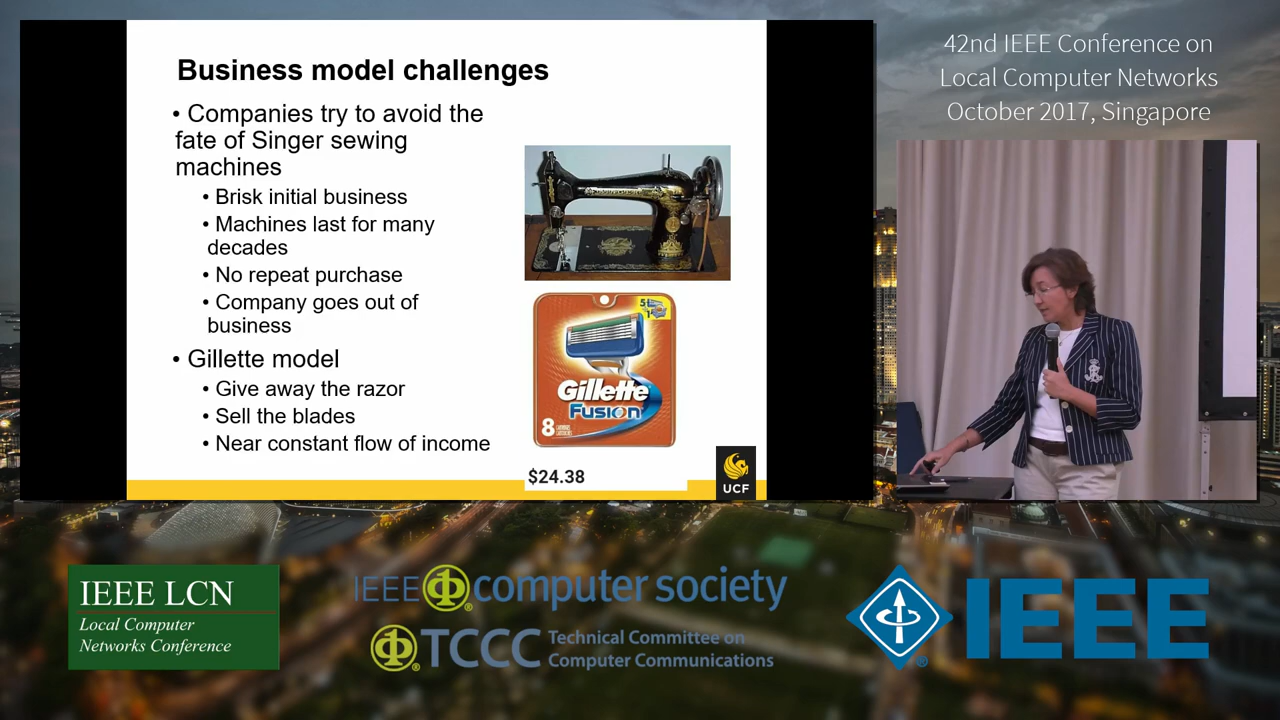 Business model challenges
• Companies try to avoid the
fate of Singer sewing
machines
• Brisk initial business
• Machines last for many
decades
• No repeat purchase
• Company goes out of
business
• Gillette model
• Give away the razor
• Sell the blades
• Near constant flow of income
Gillette
Fusion
8
$24.38
UCF
42nd IEEE Conference on
Local Computer Networks
October 2017, Singapore
IEEE LCN
Local Computer
Networks Conference
IEEE computer society
TCCC Technical Committee on
Computer Communications
IEEE